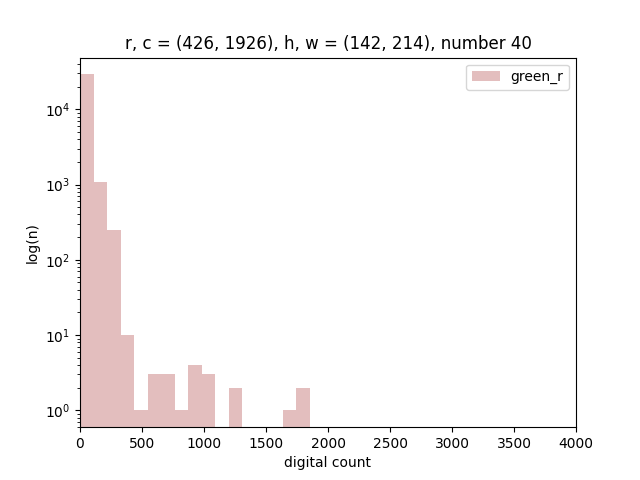 r, c = (426, 1926), h, w = (142, 214), number 40
green_r
10⁴
10³
10²
10¹
10⁰
log(n)
0 500 1000 1500 2000 2500 3000 3500 4000
digital count